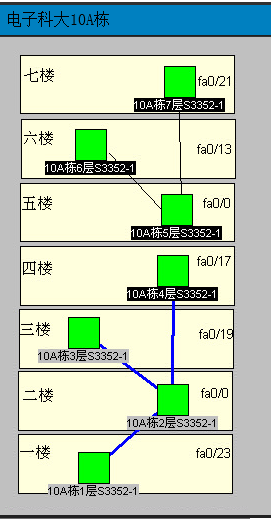 电子科大10A栋
七楼
fa0/21
10A栋7层S3352-1
六楼
fa0/13
10A栋6层S3352-1
五楼
fa0/0
10A栋5层S3352-1
四楼
fa0/17
10A栋4层S3352-1
三楼
fa0/19
10A栋3层S3352-1
二楼
fa0/0
10A栋2层S3352-1
一楼
fa0/23
10A栋1层S3352-1